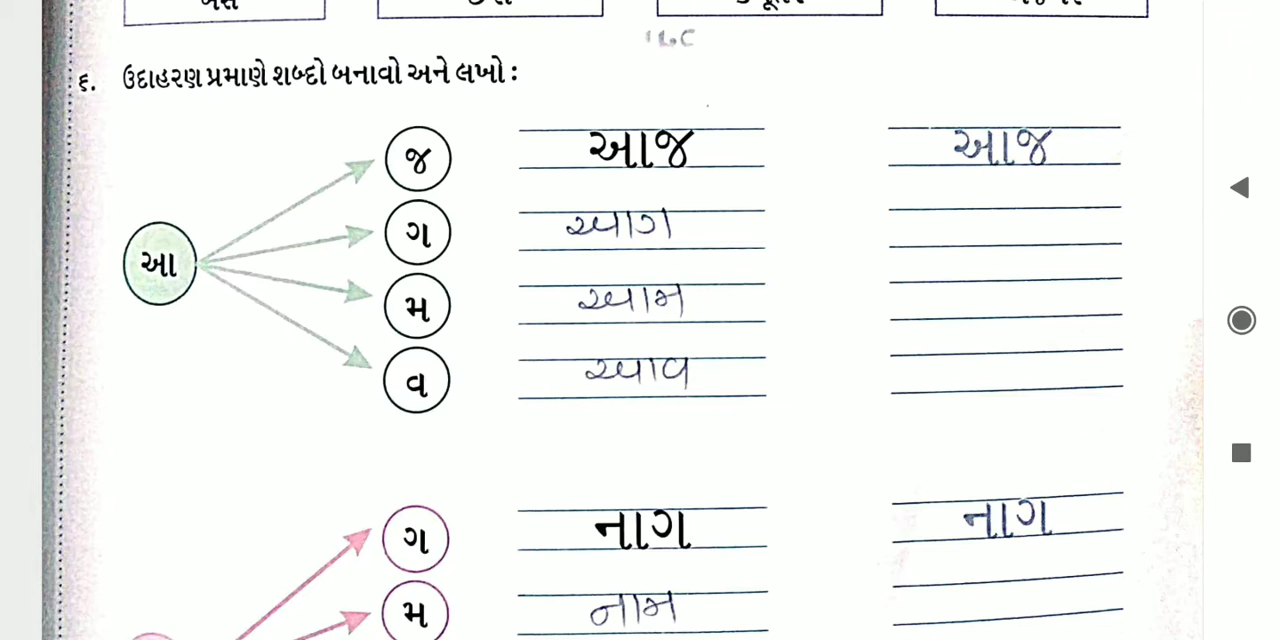 ૬. ઉદાહરણ પ્રમાણે શબ્દો બનાવો અને લખો :
આ
જ આજ આજ
ગ આગ
મ આમ
વ આવ
ગ નાગ નાગ
મ નામ